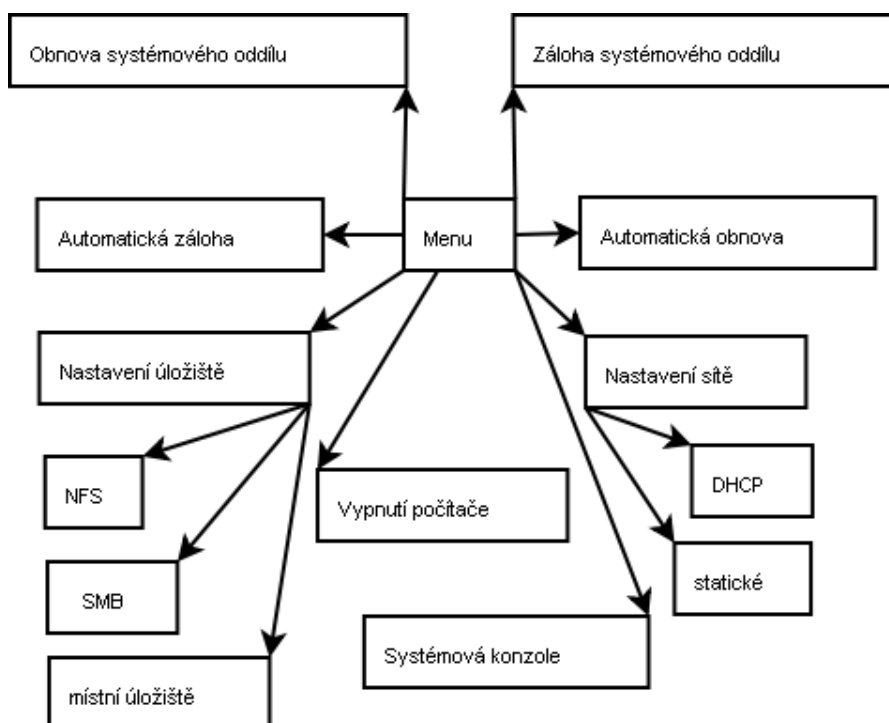 Obnova systémového oddílu
Záloha systémového oddílu
Automatická záloha
Menu
Automatická obnova
Nastavení úložiště
Nastavení sítě
NFS
Vypnutí počítače
DHCP
SMB
statické
Systémová konzole
místní úložiště